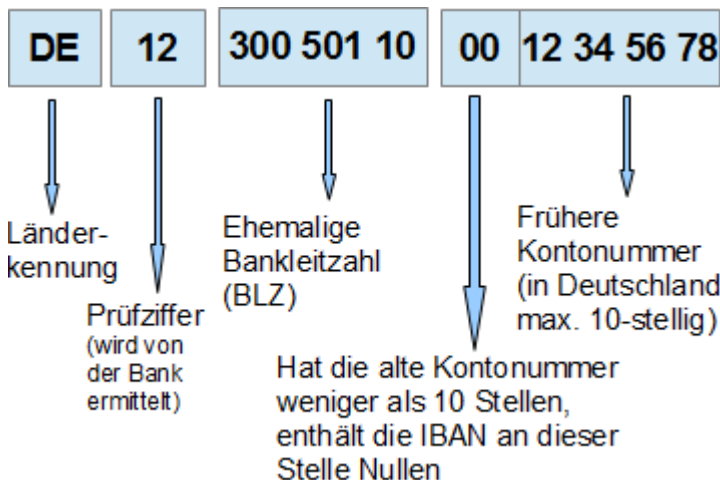 DE 12 300 501 10 00 12 34 56 78
Länder-
kennung
Prüfziffer
(wird von
der Bank
ermittelt)
Ehemalige
Bankleitzahl
(BLZ)
Hat die alte Kontonummer
weniger als 10 Stellen,
enthält die IBAN an dieser
Stelle Nullen
Frühere
Kontonummer
(in Deutschland
max. 10-stellig)